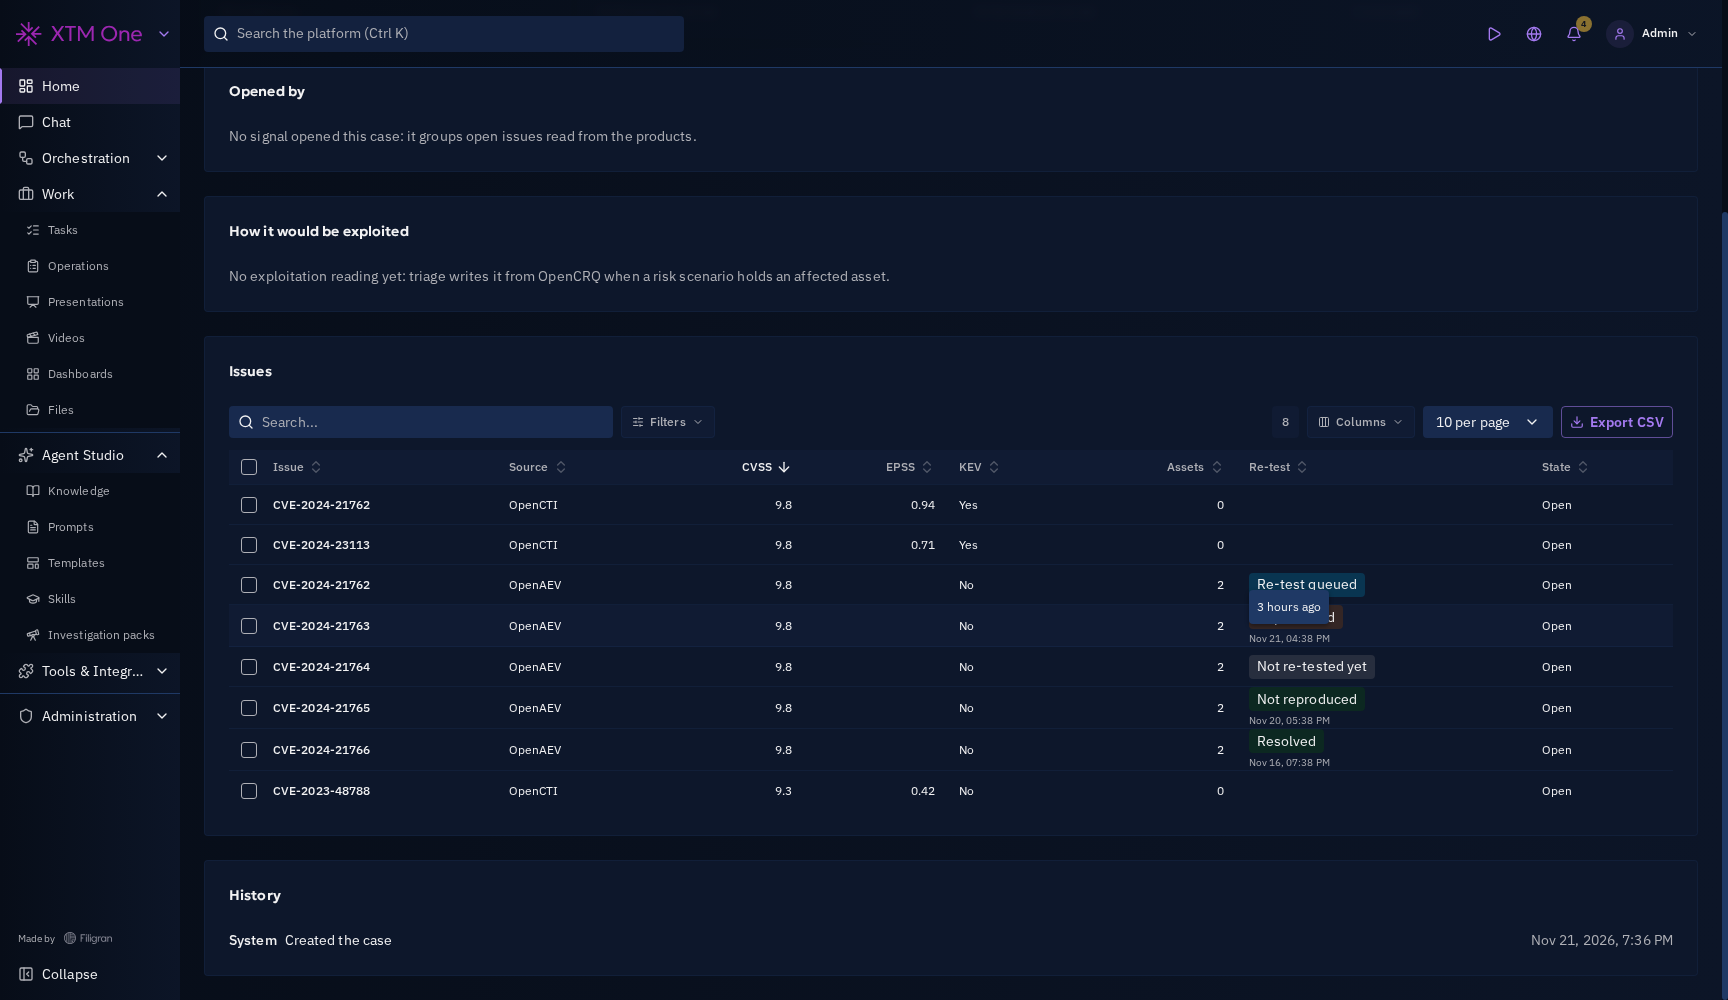 XTM One
Search the platform (Ctrl K)
4
Admin
Home
Chat
Orchestration
Work
Tasks
Operations
Presentations
Videos
Dashboards
Files
Agent Studio
Knowledge
Prompts
Templates
Skills
Investigation packs
Tools & Integr...
Administration
Made by Filigran
Collapse
Opened by
No signal opened this case: it groups open issues read from the products.
How it would be exploited
No exploitation reading yet: triage writes it from OpenCRQ when a risk scenario holds an affected asset.
Issues
Search...
Filters
8
Columns
10 per page
Export CSV
Issue Source CVSS EPSS KEV Assets Re-test State
CVE-2024-21762 OpenCTI 9.8 0.94 Yes 0 Open
CVE-2024-23113 OpenCTI 9.8 0.71 Yes 0 Open
CVE-2024-21762 OpenAEV 9.8 No 2 Re-test queued Open
3 hours ago
CVE-2024-21763 OpenAEV 9.8 No 2 Open
Nov 21, 04:38 PM
CVE-2024-21764 OpenAEV 9.8 No 2 Not re-tested yet Open
CVE-2024-21765 OpenAEV 9.8 No 2 Not reproduced Open
Nov 20, 05:38 PM
CVE-2024-21766 OpenAEV 9.8 No 2 Resolved Open
Nov 16, 07:38 PM
CVE-2023-48788 OpenCTI 9.3 0.42 No 0 Open
History
System Created the case
Nov 21, 2026, 7:36 PM